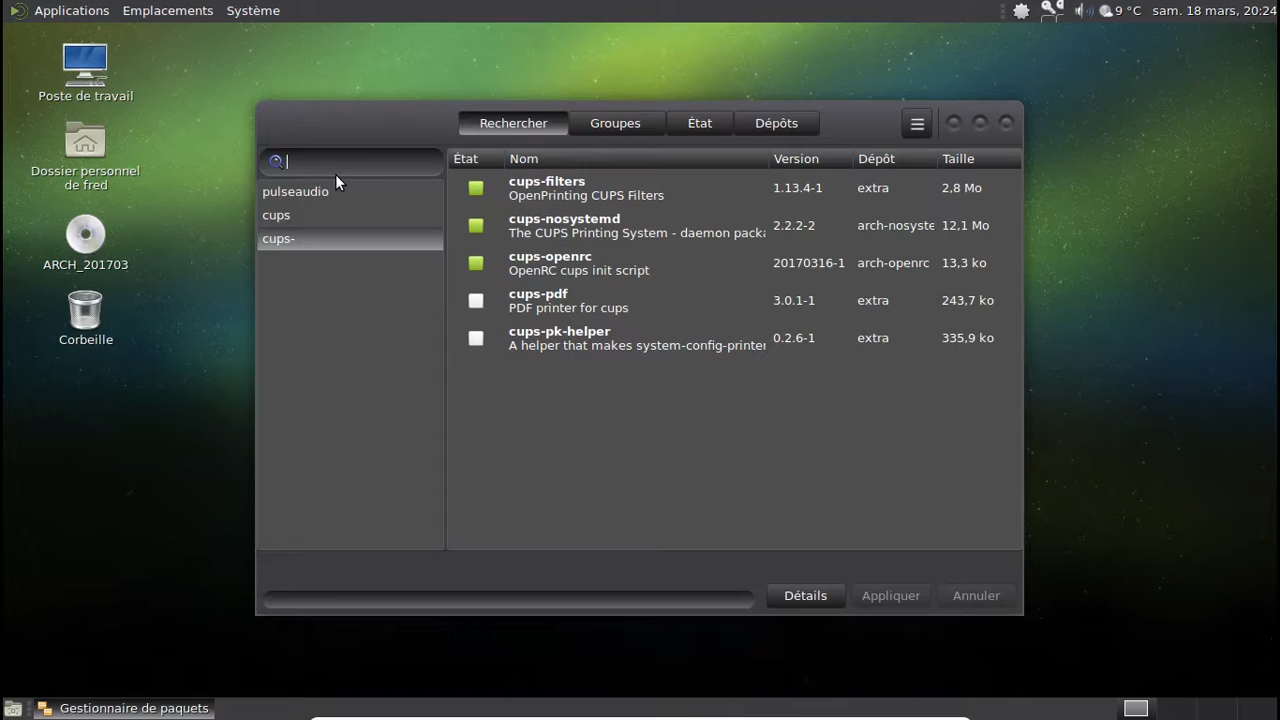 Applications Emplacements Système
9 °C sam. 18 mars, 20:24
Poste de travail
Dossier personnel
de fred
ARCH_201703
Corbeille
Rechercher Groupes État Dépôts
pulseaudio
cups
cups-
État Nom Version Dépôt Taille
cups-filters
OpenPrinting CUPS Filters
1.13.4-1 extra 2,8 Mo
cups-nosystemd
The CUPS Printing System - daemon packa
2.2.2-2 arch-nosyste 12,1 Mo
cups-openrc
OpenRC cups init script
20170316-1 arch-openrc 13,3 ko
cups-pdf
PDF printer for cups
3.0.1-1 extra 243,7 ko
cups-pk-helper
A helper that makes system-config-printer
0.2.6-1 extra 335,9 ko
Détails Appliquer Annuler
Gestionnaire de paquets